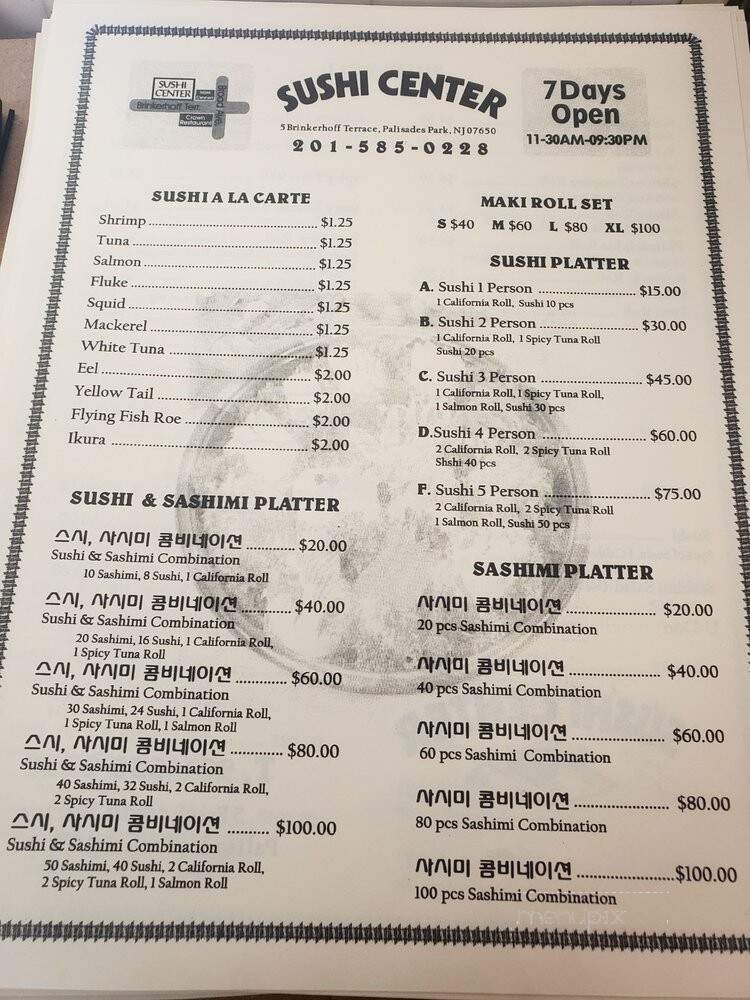 SUSHI CENTER
Brinkerhoff Terr.
Broad Ave.
Crown Restaurant
SUSHI CENTER
5 Brinkerhoff Terrace, Palisades Park, NJ 07650
201-585-0228
7 Days
Open
11-30AM-09:30PM
SUSHI A LA CARTE
Shrimp $1.25
Tuna $1.25
Salmon $1.25
Fluke $1.25
Squid $1.25
Mackerel $1.25
White Tuna $1.25
Eel $2.00
Yellow Tail $2.00
Flying Fish Roe $2.00
Ikura $2.00
SUSHI & SASHIMI PLATTER
스시, 사시미 콤비네이션 $20.00
Sushi & Sashimi Combination
10 Sashimi, 8 Sushi, 1 California Roll
스시, 사시미 콤비네이션 $40.00
Sushi & Sashimi Combination
20 Sashimi, 16 Sushi, 1 California Roll,
1 Spicy Tuna Roll
스시, 사시미 콤비네이션 $60.00
Sushi & Sashimi Combination
30 Sashimi, 24 Sushi, 1 California Roll,
1 Spicy Tuna Roll, 1 Salmon Roll
스시, 사시미 콤비네이션 $80.00
Sushi & Sashimi Combination
40 Sashimi, 32 Sushi, 2 California Roll,
2 Spicy Tuna Roll
스시, 사시미 콤비네이션 $100.00
Sushi & Sashimi Combination
50 Sashimi, 40 Sushi, 2 California Roll,
2 Spicy Tuna Roll, 1 Salmon Roll
MAKI ROLL SET
S $40 M $60 L $80 XL $100
SUSHI PLATTER
A. Sushi 1 Person $15.00
1 California Roll, Sushi 10 pcs
B. Sushi 2 Person $30.00
1 California Roll, 1 Spicy Tuna Roll
Sushi 20 pcs
C. Sushi 3 Person $45.00
1 California Roll, 1 Spicy Tuna Roll,
1 Salmon Roll, Sushi 30 pcs
D.Sushi 4 Person $60.00
2 California Roll, 2 Spicy Tuna Roll
Shshi 40 pcs
F. Sushi 5 Person $75.00
2 California Roll, 2 Spicy Tuna Roll
1 Salmon Roll, Sushi 50 pcs
SASHIMI PLATTER
사시미 콤비네이션 $20.00
20 pcs Sashimi Combination
사시미 콤비네이션 $40.00
40 pcs Sashimi Combination
사시미 콤비네이션 $60.00
60 pcs Sashimi Combination
사시미 콤비네이션 $80.00
80 pcs Sashimi Combination
사시미 콤비네이션 $100.00
100 pcs Sashimi Combination